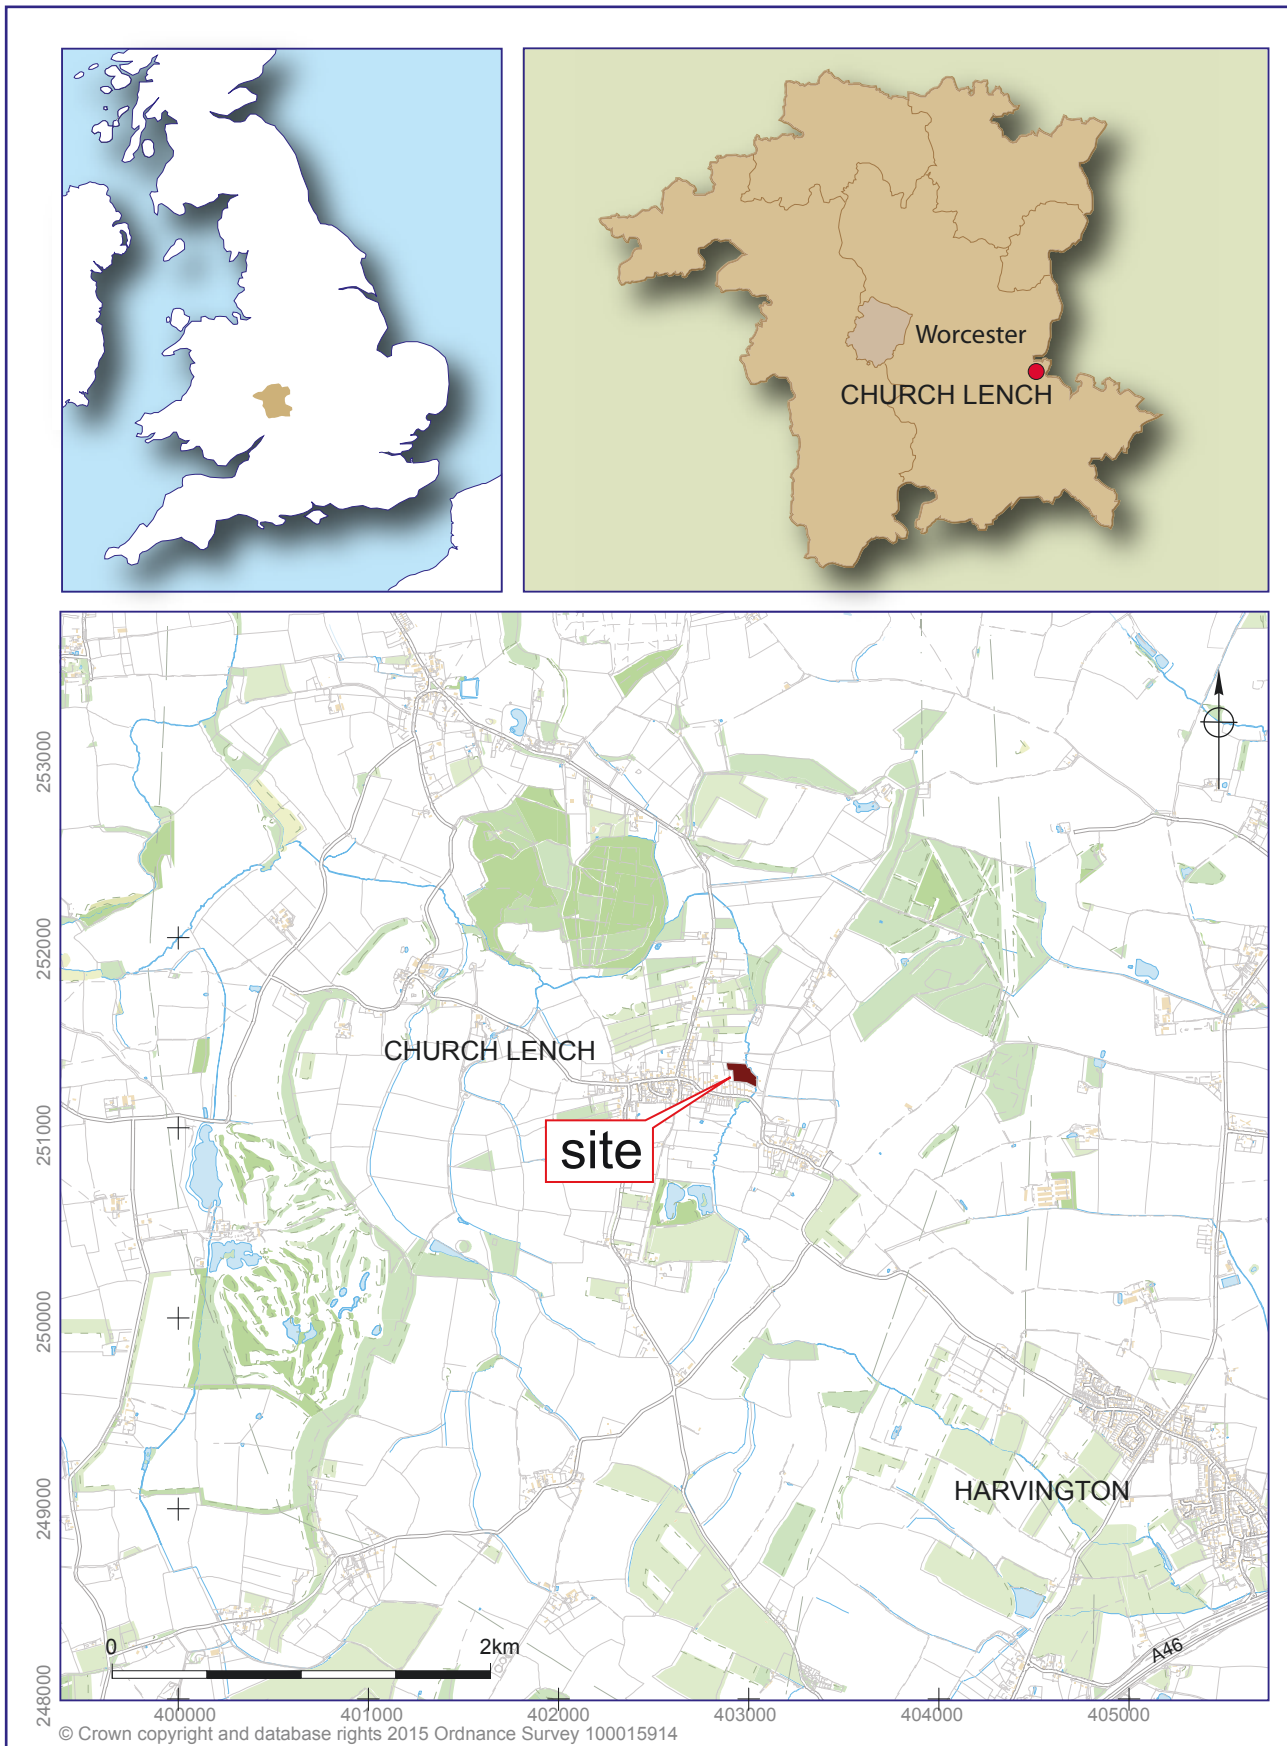 Worcester
CHURCH LENCH
CHURCH LENCH
site
HARVINGTON
A46
0 2km
253000
252000
251000
250000
249000
248000
400000 401000 402000 403000 404000 405000
© Crown copyright and database rights 2015 Ordnance Survey 100015914